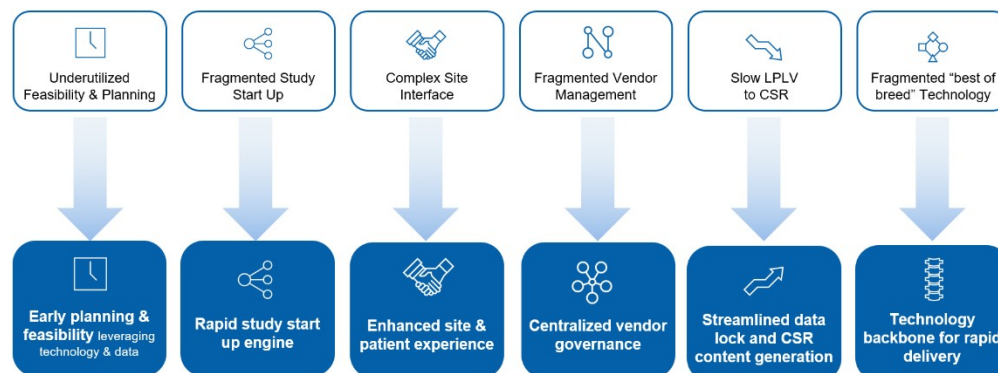 Underutilized
Feasibility & Planning
Fragmented Study
Start Up
Complex Site
Interface
Fragmented Vendor
Management
Slow LPLV
to CSR
Fragmented “best of
breed” Technology
Early planning &
feasibility leveraging
technology & data
Rapid study start
up engine
Enhanced site &
patient experience
Centralized vendor
governance
Streamlined data
lock and CSR
content generation
Technology
backbone for rapid
delivery